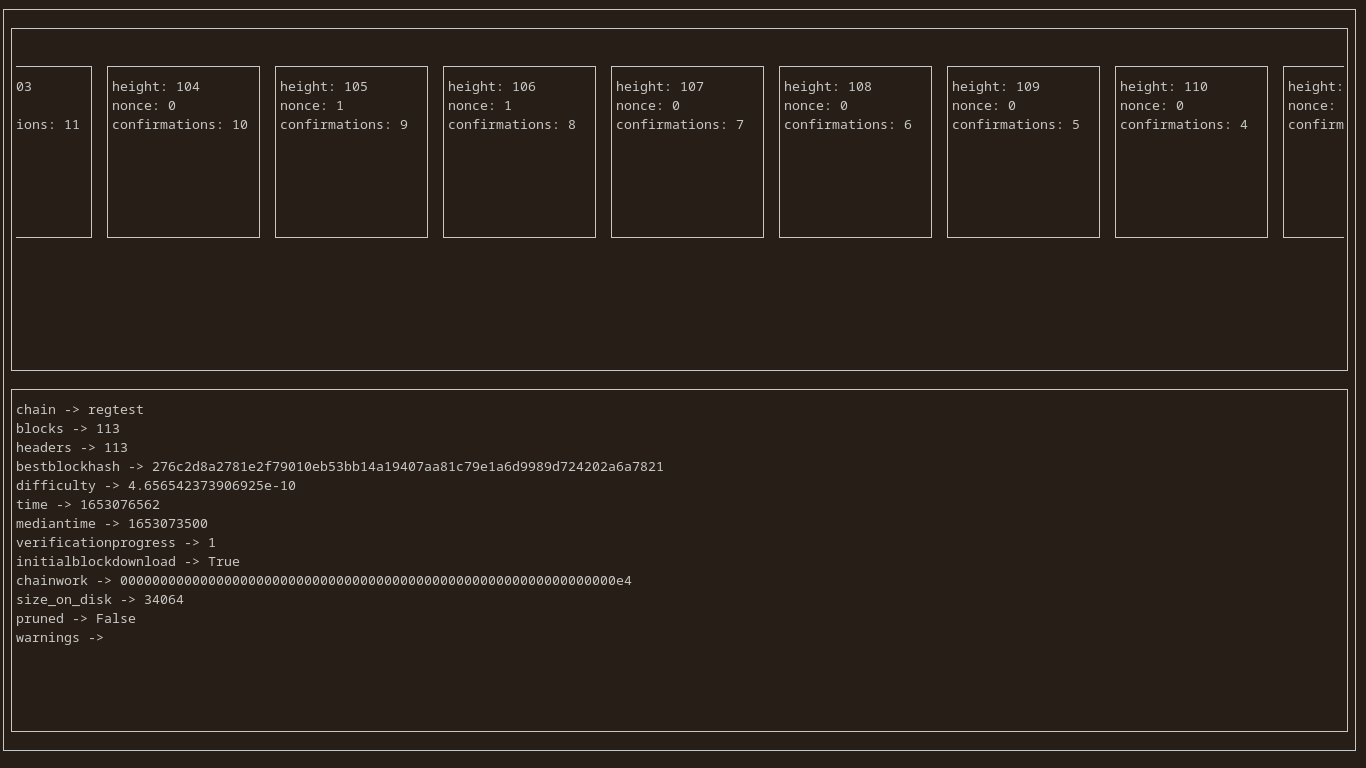 03 height: 104 height: 105 height: 106 height: 107 height: 108 height: 109 height: 110 height:
nonce: 0 nonce: 1 nonce: 1 nonce: 0 nonce: 0 nonce: 0 nonce: 0 nonce:
ions: 11 confirmations: 10 confirmations: 9 confirmations: 8 confirmations: 7 confirmations: 6 confirmations: 5 confirmations: 4 confirm
chain -> regtest
blocks -> 113
headers -> 113
bestblockhash -> 276c2d8a2781e2f79010eb53bb14a19407aa81c79e1a6d9989d724202a6a7821
difficulty -> 4.656542373906925e-10
time -> 1653076562
mediantime -> 1653073500
verificationprogress -> 1
initialblockdownload -> True
chainwork -> 00000000000000000000000000000000000000000000000000000000000000e4
size_on_disk -> 34064
pruned -> False
warnings ->